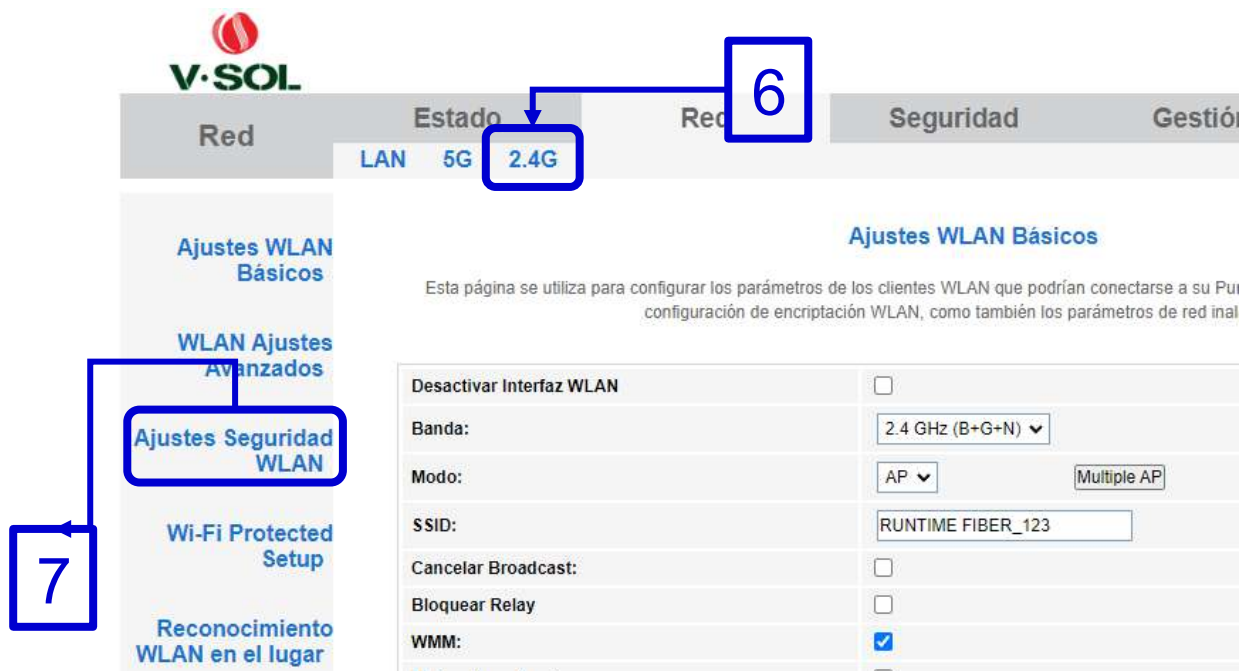 V·SOL
6
Red
Estado
Red
Seguridad
Gestión
LAN 5G 2.4G
Ajustes WLAN
Básicos
WLAN Ajustes
Avanzados
Ajustes Seguridad
WLAN
7
Wi-Fi Protected
Setup
Reconocimiento
WLAN en el lugar
Ajustes WLAN Básicos
Esta página se utiliza para configurar los parámetros de los clientes WLAN que podrían conectarse a su
configuración de encriptación WLAN, como también los parámetros de red
Desactivar Interfaz WLAN
Banda: 2.4 GHz (B+G+N)
Modo: AP Multiple AP
SSID: RUNTIME FIBER_123
Cancelar Broadcast:
Bloquear Relay
WMM: